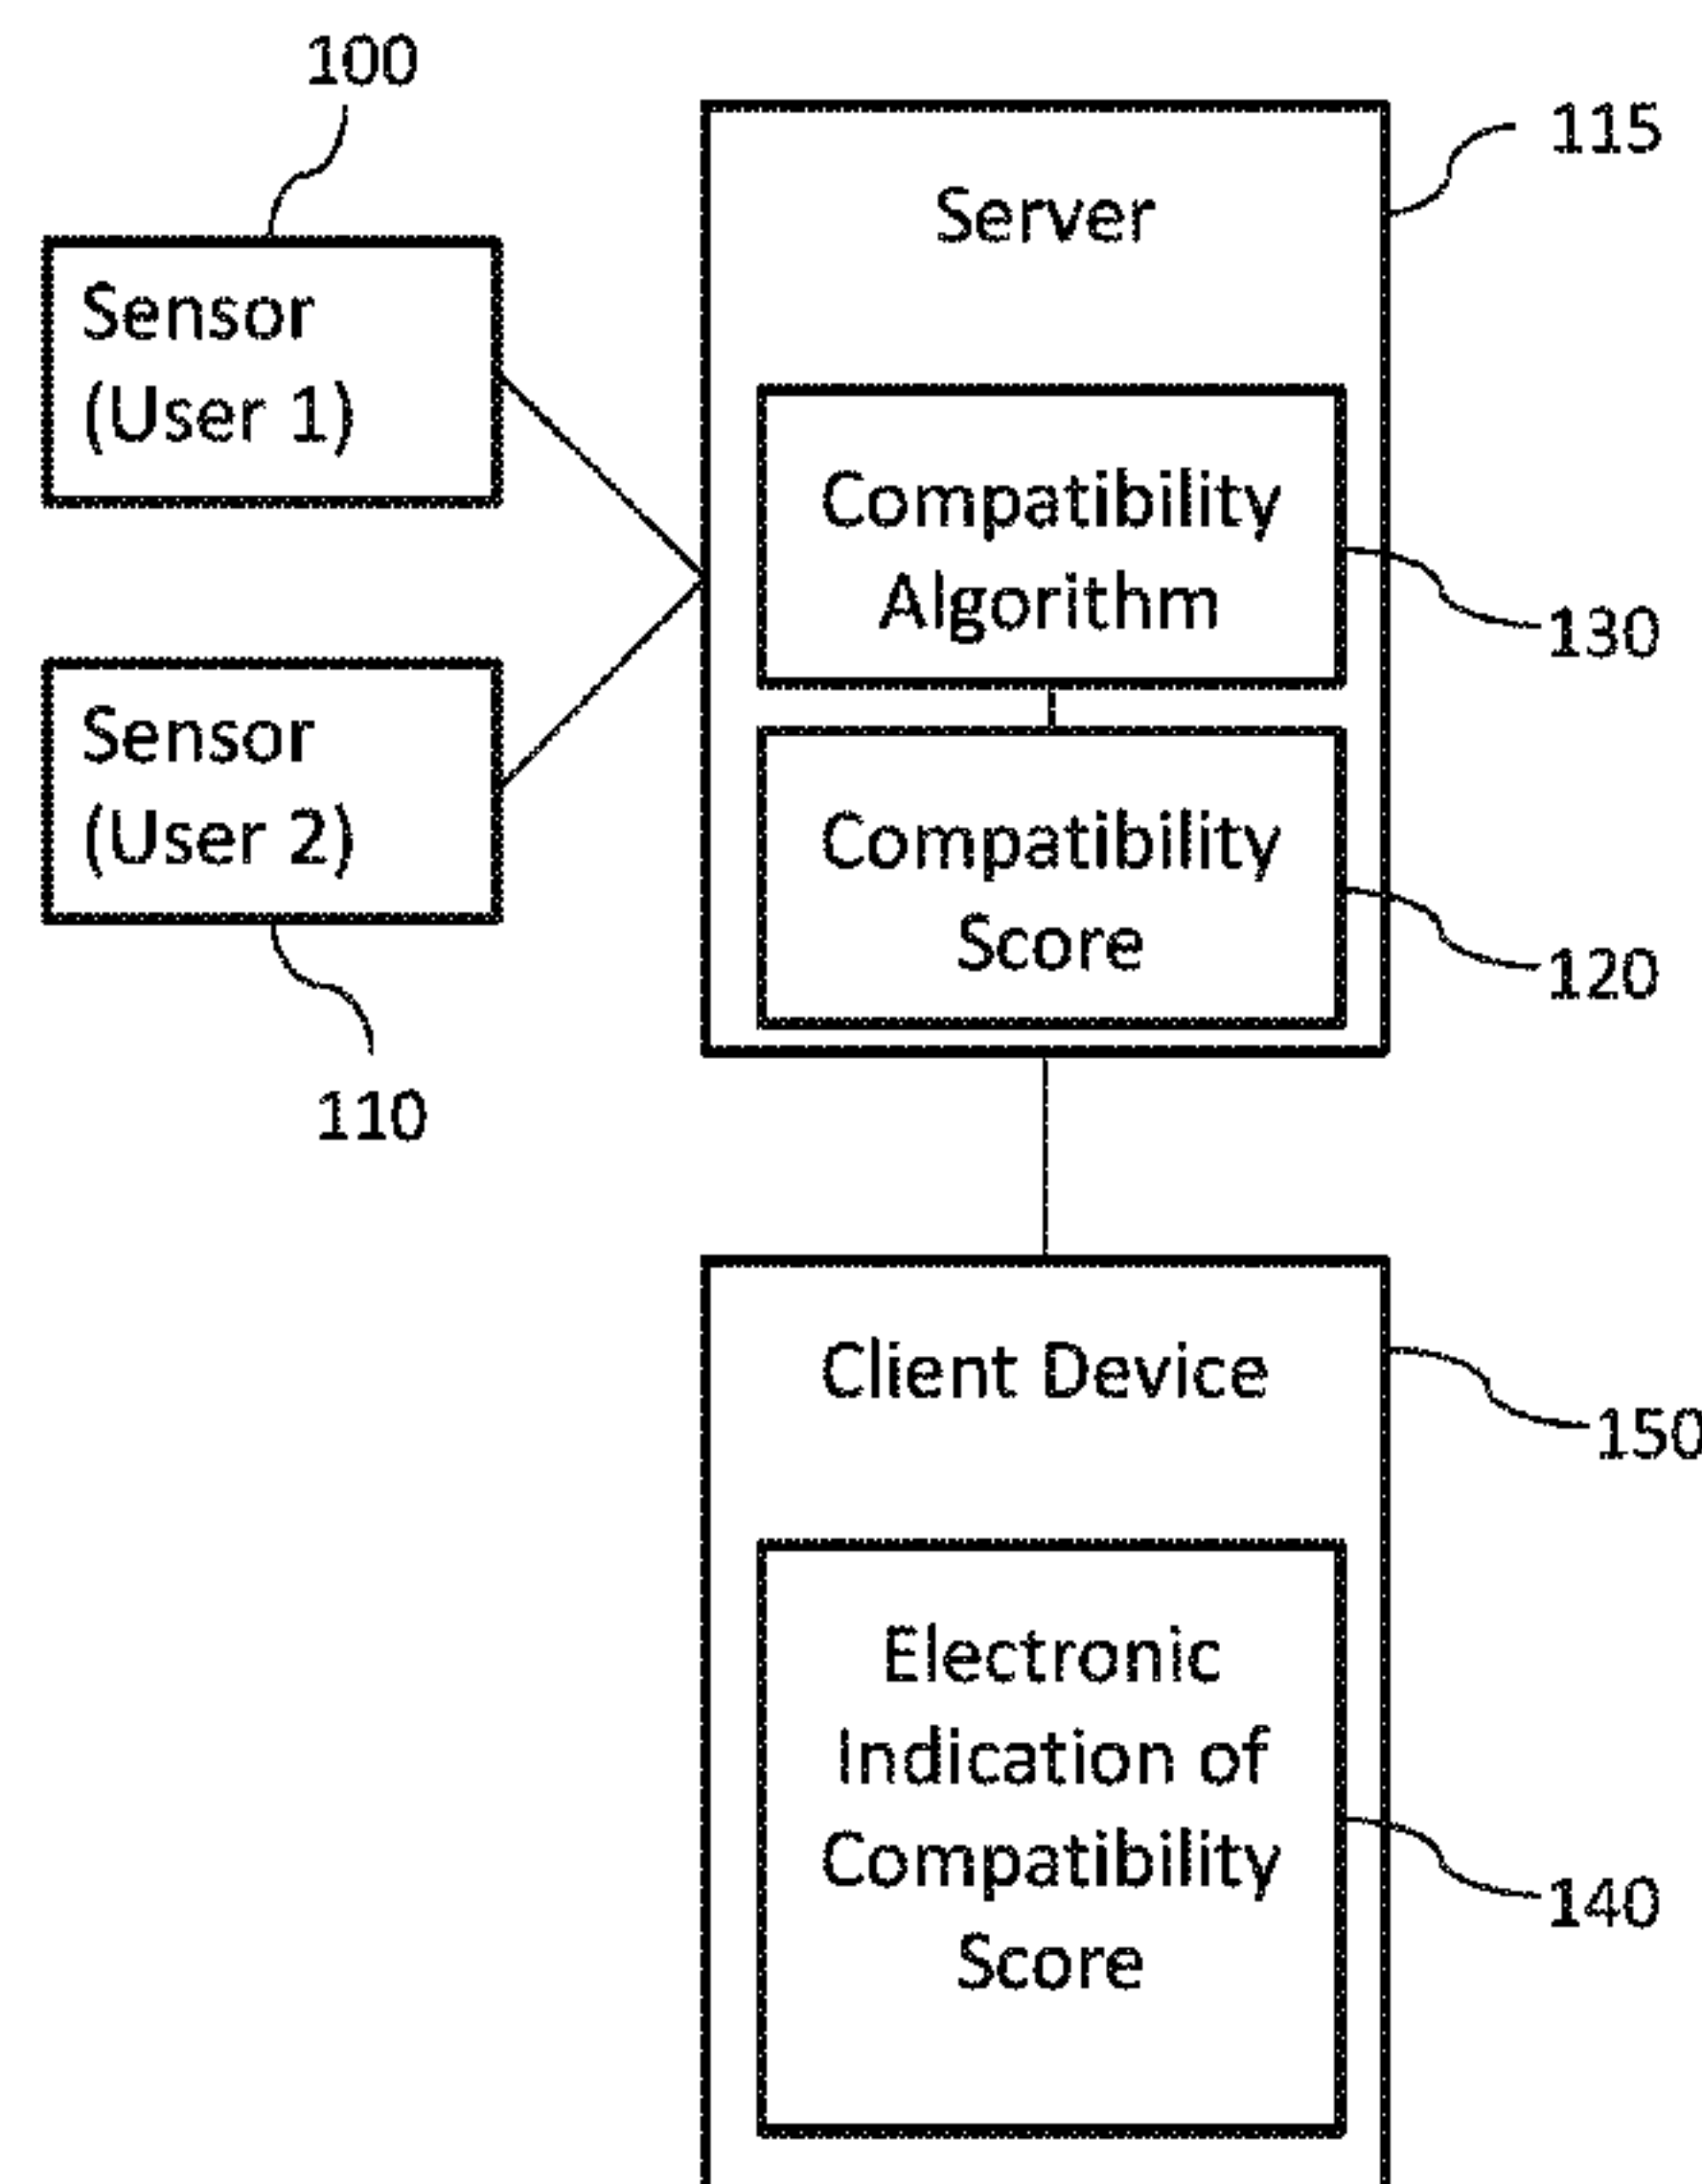 100
115
Server
Sensor
(User 1)
Compatibility
Algorithm
130
Sensor
(User 2)
Compatibility
Score
120
110
Client Device
150
Electronic
Indication of
Compatibility
Score
140